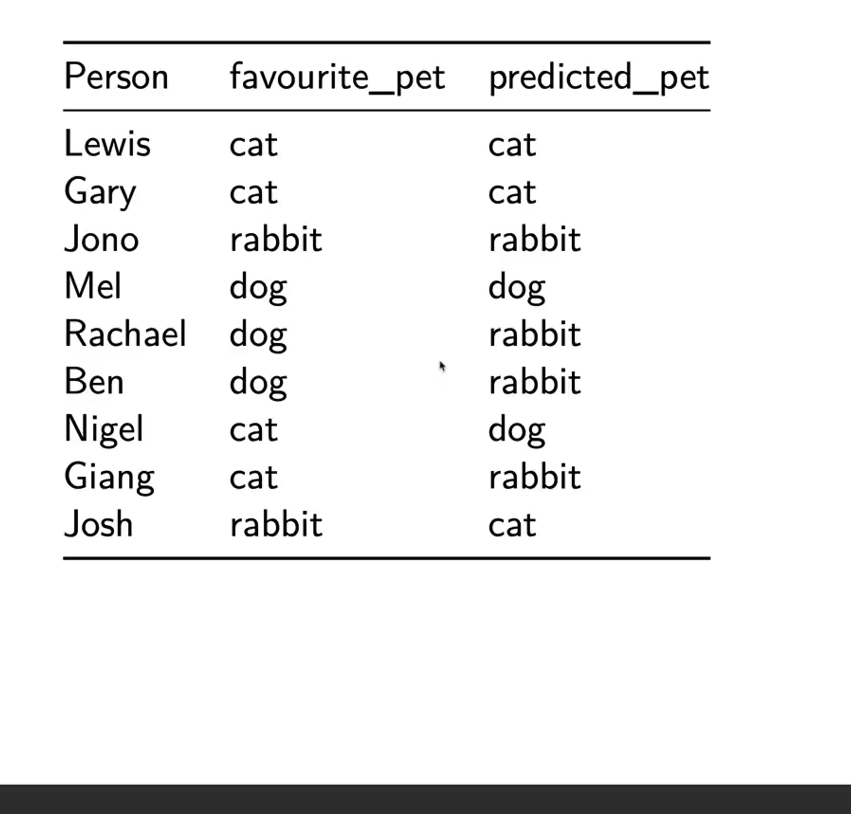 Person favourite_pet predicted_pet
Lewis cat cat
Gary cat cat
Jono rabbit rabbit
Mel dog dog
Rachael dog rabbit
Ben dog rabbit
Nigel cat dog
Giang cat rabbit
Josh rabbit cat